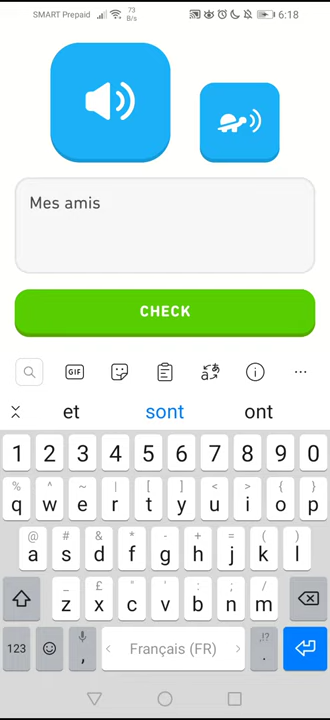 SMART Prepaid 73 B/s 6:18
Mes amis
CHECK
GIF
et sont ont
1 2 3 4 5 6 7 8 9 0
% ^ ~ | [ ] < > { }
q w e r t y u i o p
@ # & * - + = ( )
a s d f g h j k l
_ £ " ' : ; /
z x c v b n m
123 , Français (FR) ,!? .